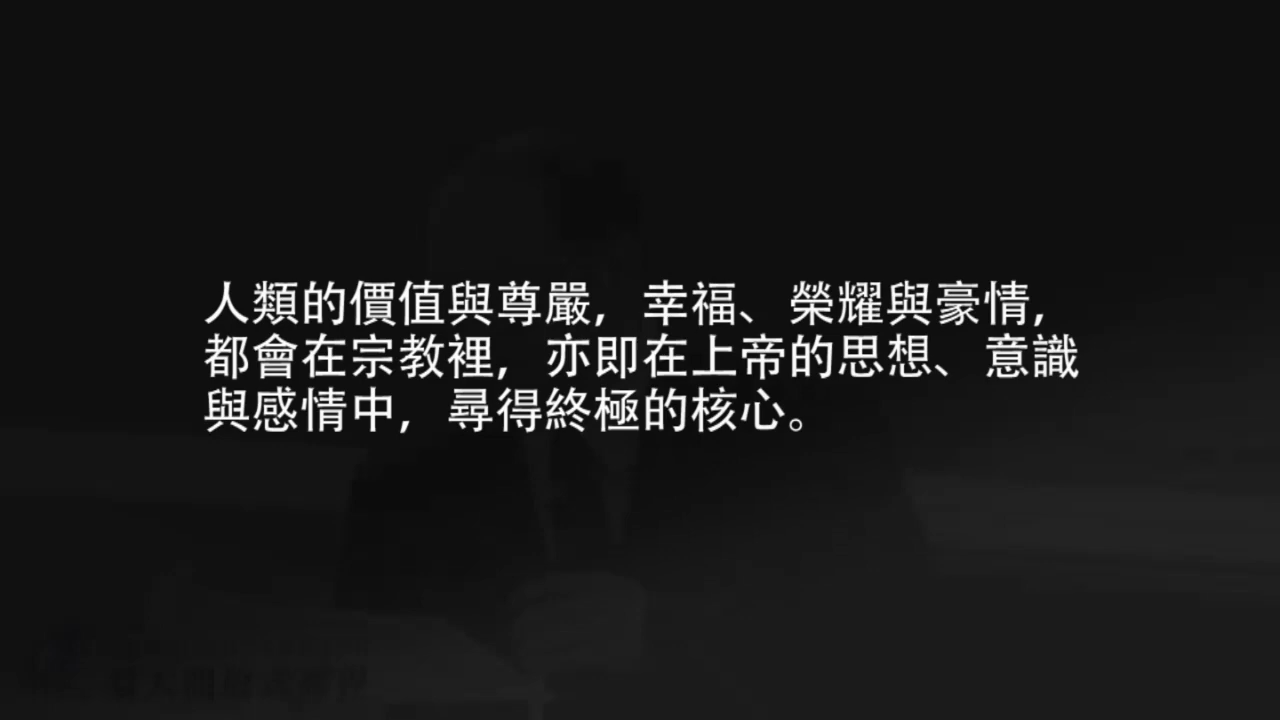 人類的價值與尊嚴，幸福、榮耀與豪情，
都會在宗教裡，亦即在上帝的思想、意識
與感情中，尋得終極的核心。